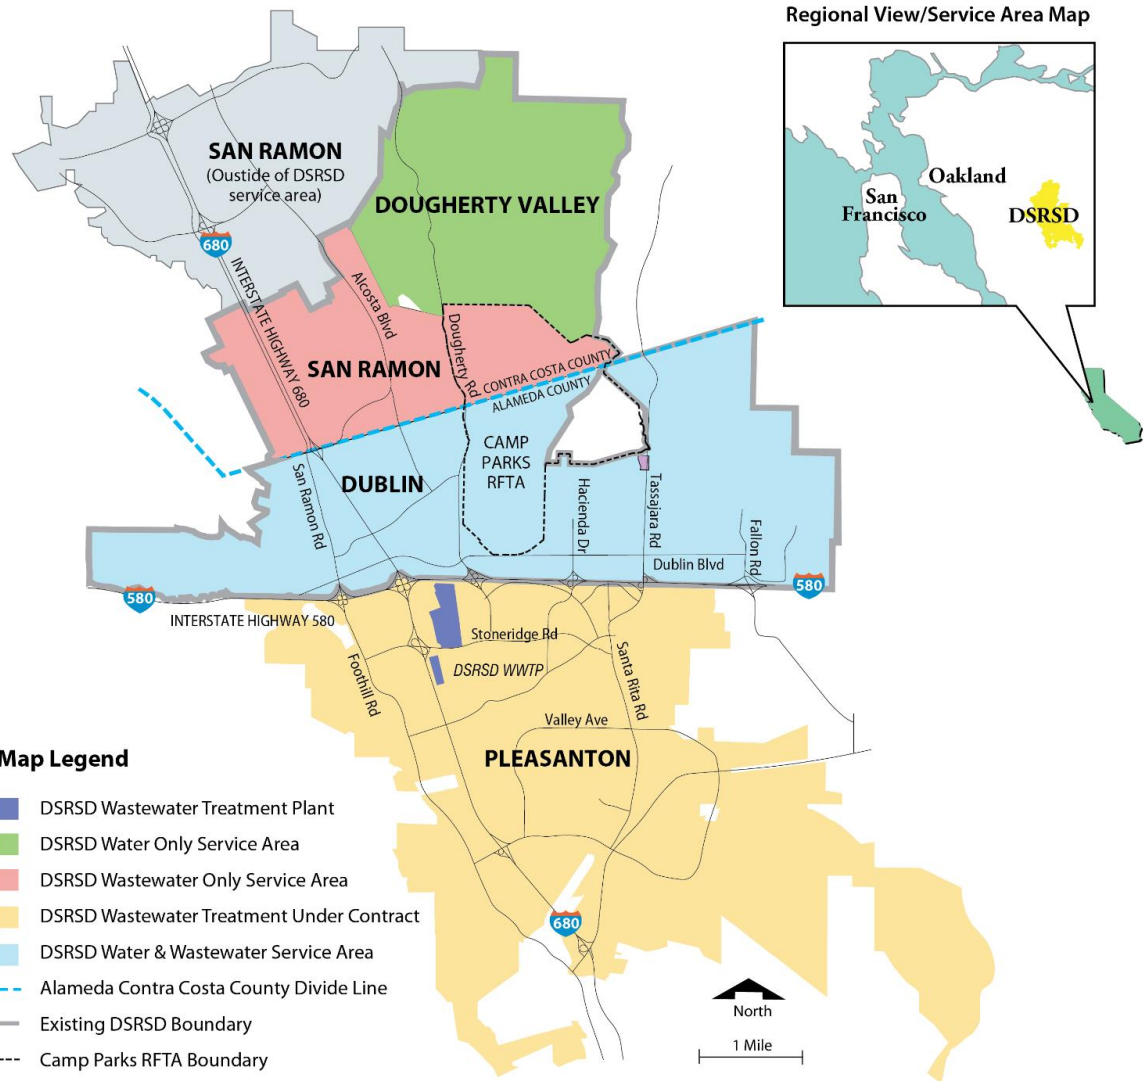 Regional View/Service Area Map
SAN RAMON
(Oustide of DSRSD
service area)
DOUGHERTY VALLEY
Oakland
San
Francisco
DSRSD
680
INTERSTATE HIGHWAY 680
Alcosta Blvd
Dougherty Rd
SAN RAMON
CONTRA COSTA COUNTY
ALAMEDA COUNTY
CAMP
PARKS
RFTA
DUBLIN
San Ramon Rd
Hacienda Dr
Tassajara Rd
Fallon Rd
Dublin Blvd
580
580
INTERSTATE HIGHWAY 580
Stoneridge Rd
DSRSD WWTP
Foothill Rd
Santa Rita Rd
Valley Ave
PLEASANTON
680
Map Legend
DSRSD Wastewater Treatment Plant
DSRSD Water Only Service Area
DSRSD Wastewater Only Service Area
DSRSD Wastewater Treatment Under Contract
DSRSD Water & Wastewater Service Area
Alameda Contra Costa County Divide Line
Existing DSRSD Boundary
Camp Parks RFTA Boundary
North
1 Mile